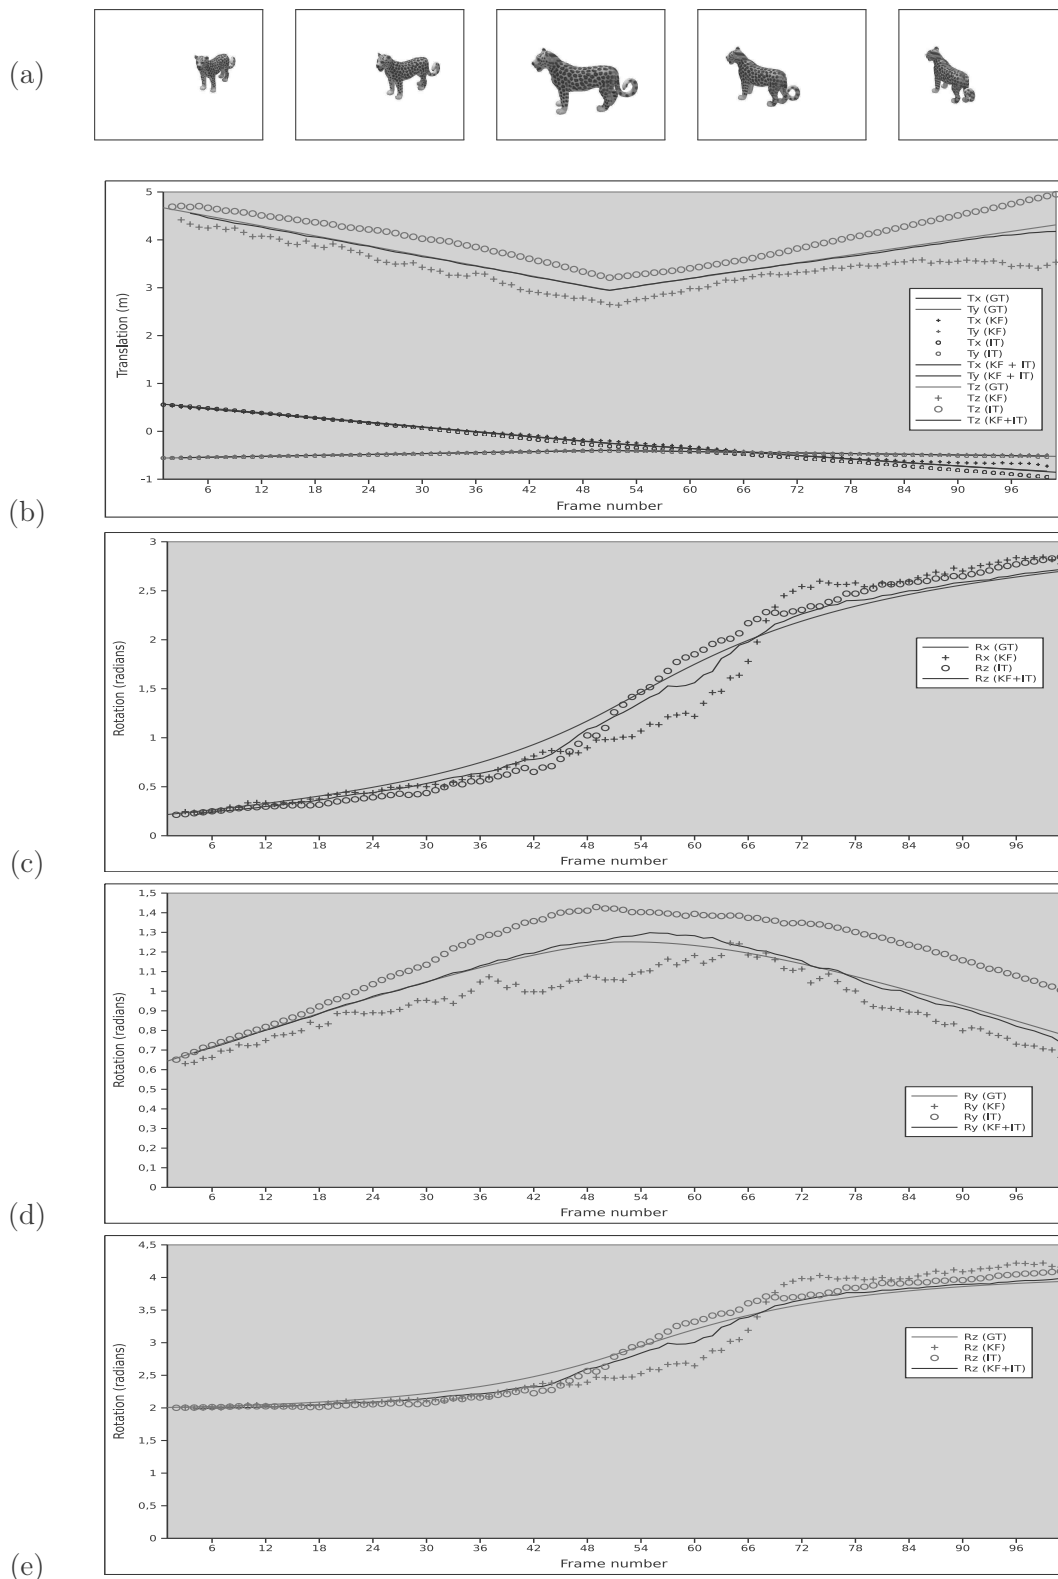 (a)
5
4
3
2
1
0
-1
Translation (m)
Tx (GT)
Ty (GT)
Tx (KF)
Ty (KF)
Tx (IT)
Ty (IT)
Tx (KF + IT)
Ty (KF + IT)
Tz (GT)
Tz (KF)
Tz (IT)
Tz (KF+IT)
6 12 18 24 30 36 42 48 54 60 66 72 78 84 90 96
Frame number
(b)
3
2,5
2
1,5
1
0,5
0
Rotation (radians)
Rx (GT)
Rx (KF)
Rz (IT)
Rz (KF+IT)
6 12 18 24 30 36 42 48 54 60 66 72 78 84 90 96
Frame number
(c)
1,5
1,4
1,3
1,2
1,1
1
0,9
0,8
0,7
0,6
0,5
0,4
0,3
0,2
0,1
0
Rotation (radians)
Ry (GT)
Ry (KF)
Ry (IT)
Ry (KF+IT)
6 12 18 24 30 36 42 48 54 60 66 72 78 84 90 96
Frame number
(d)
4,5
4
3,5
3
2,5
2
1,5
1
0,5
0
Rotation (radians)
Rz (GT)
Rz (KF)
Rz (IT)
Rz (KF+IT)
6 12 18 24 30 36 42 48 54 60 66 72 78 84 90 96
Frame number
(e)